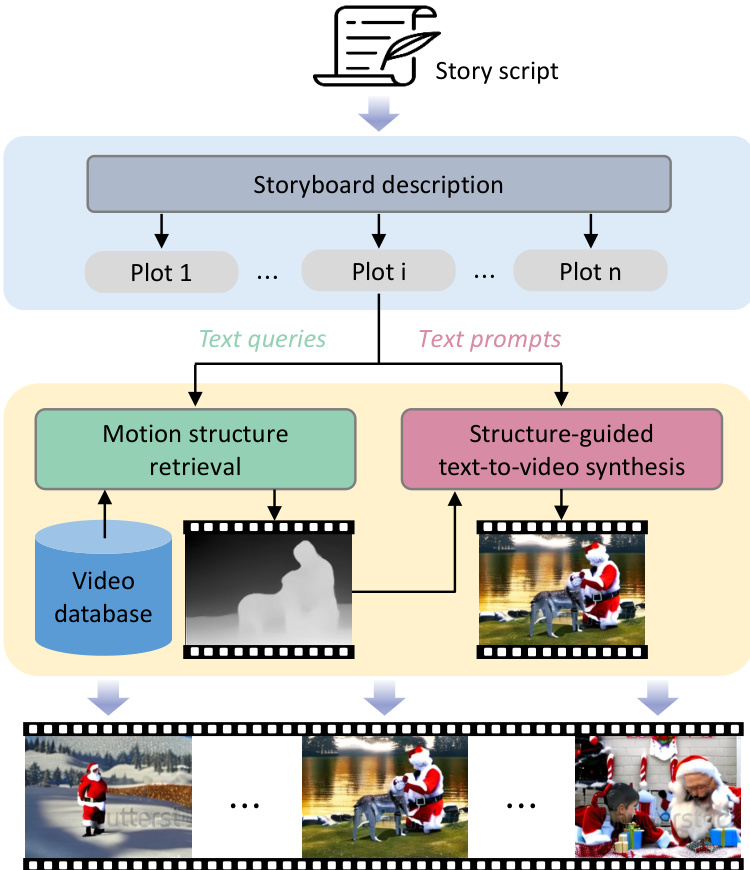 Story script
Storyboard description
Plot 1 ... Plot i ... Plot n
Text queries Text prompts
Motion structure
retrieval
Structure-guided
text-to-video synthesis
Video
database
... ...